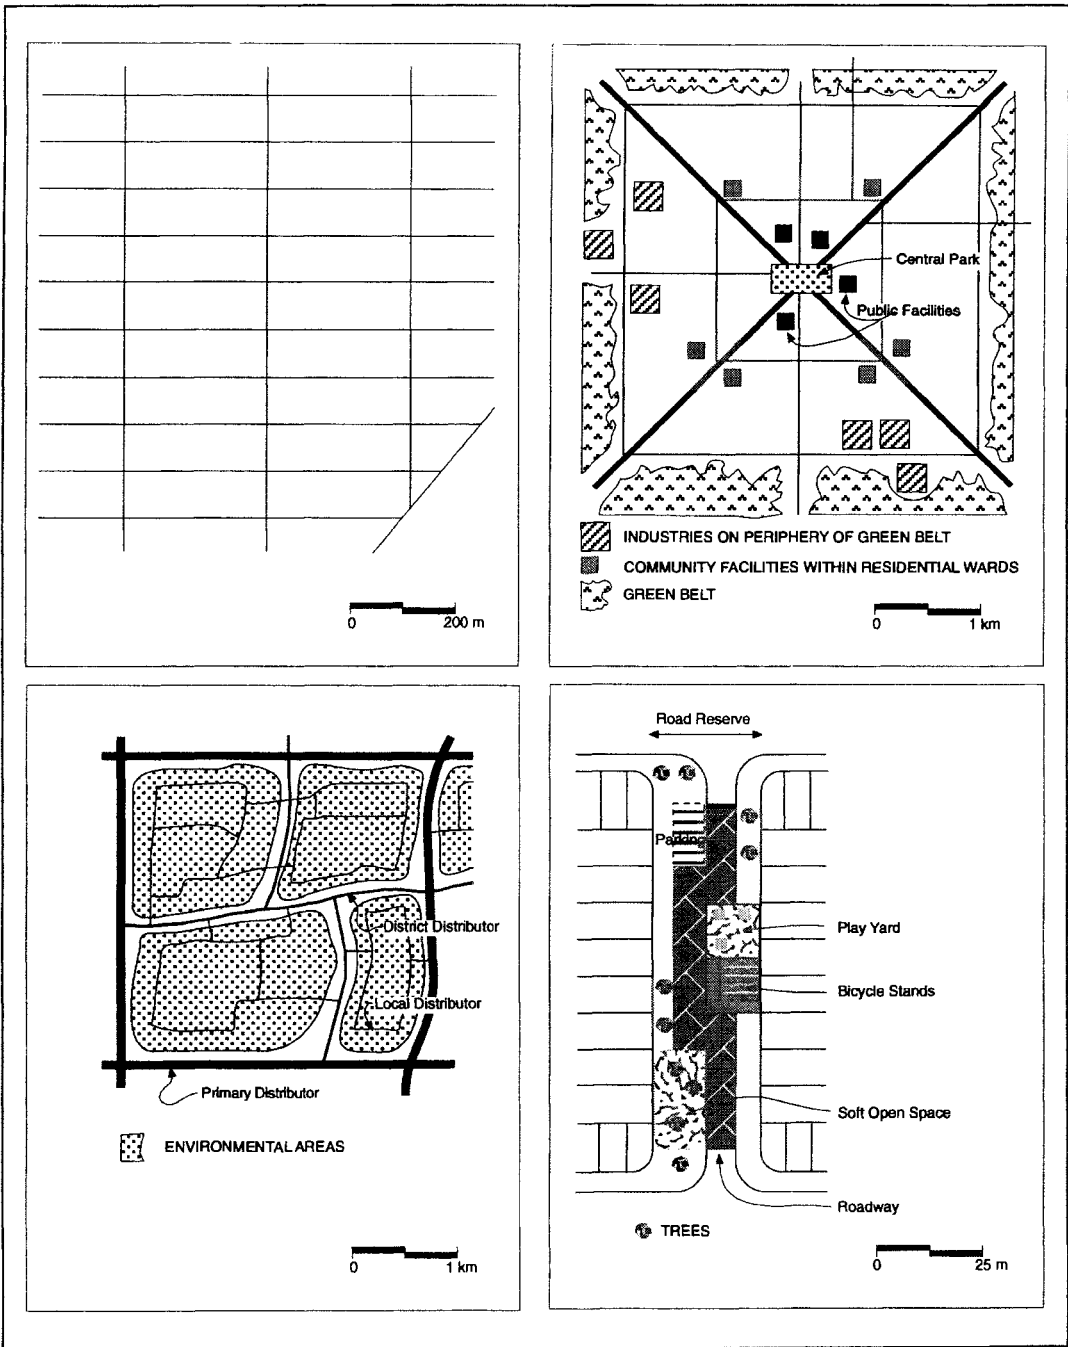 0
200 m
Central Park
Public Facilities
INDUSTRIES ON PERIPHERY OF GREEN BELT
COMMUNITY FACILITIES WITHIN RESIDENTIAL WARDS
GREEN BELT
0
1 km
District Distributor
Local Distributor
Primary Distributor
ENVIRONMENTAL AREAS
0
1 km
Road Reserve
Parking
Play Yard
Bicycle Stands
Soft Open Space
Roadway
TREES
0
25 m